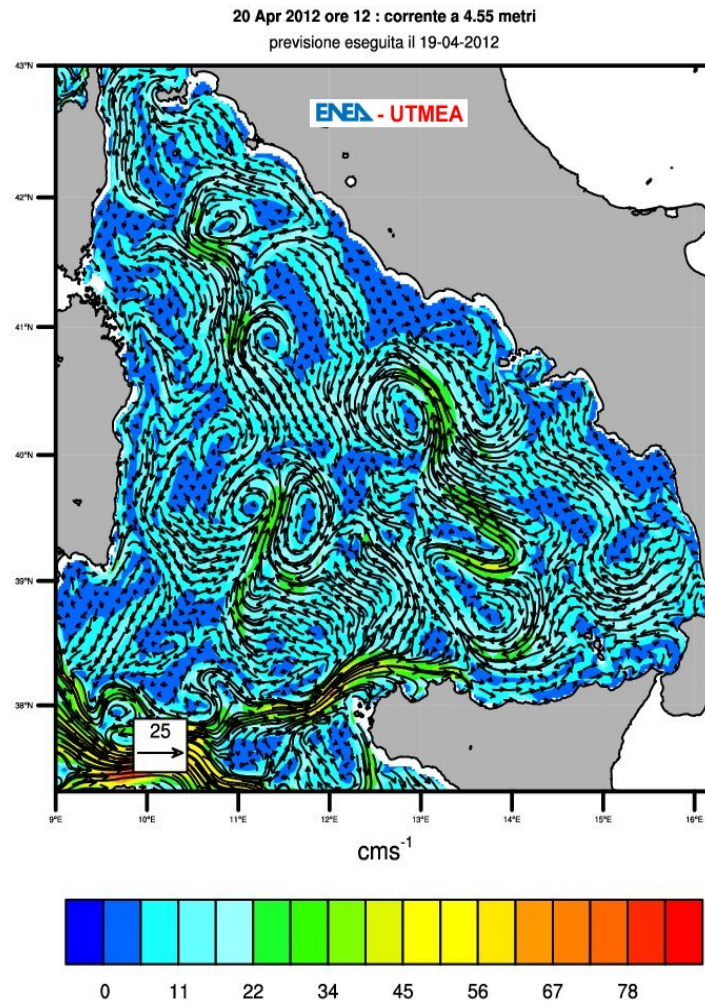 20 Apr 2012 ore 12 : corrente a 4.55 metri
previsione eseguita il 19-04-2012
ENEA - UTMEA
43°N
42°N
41°N
40°N
39°N
38°N
25
9°E 10°E 11°E 12°E 13°E 14°E 15°E 16°E
cms⁻¹
0 11 22 34 45 56 67 78